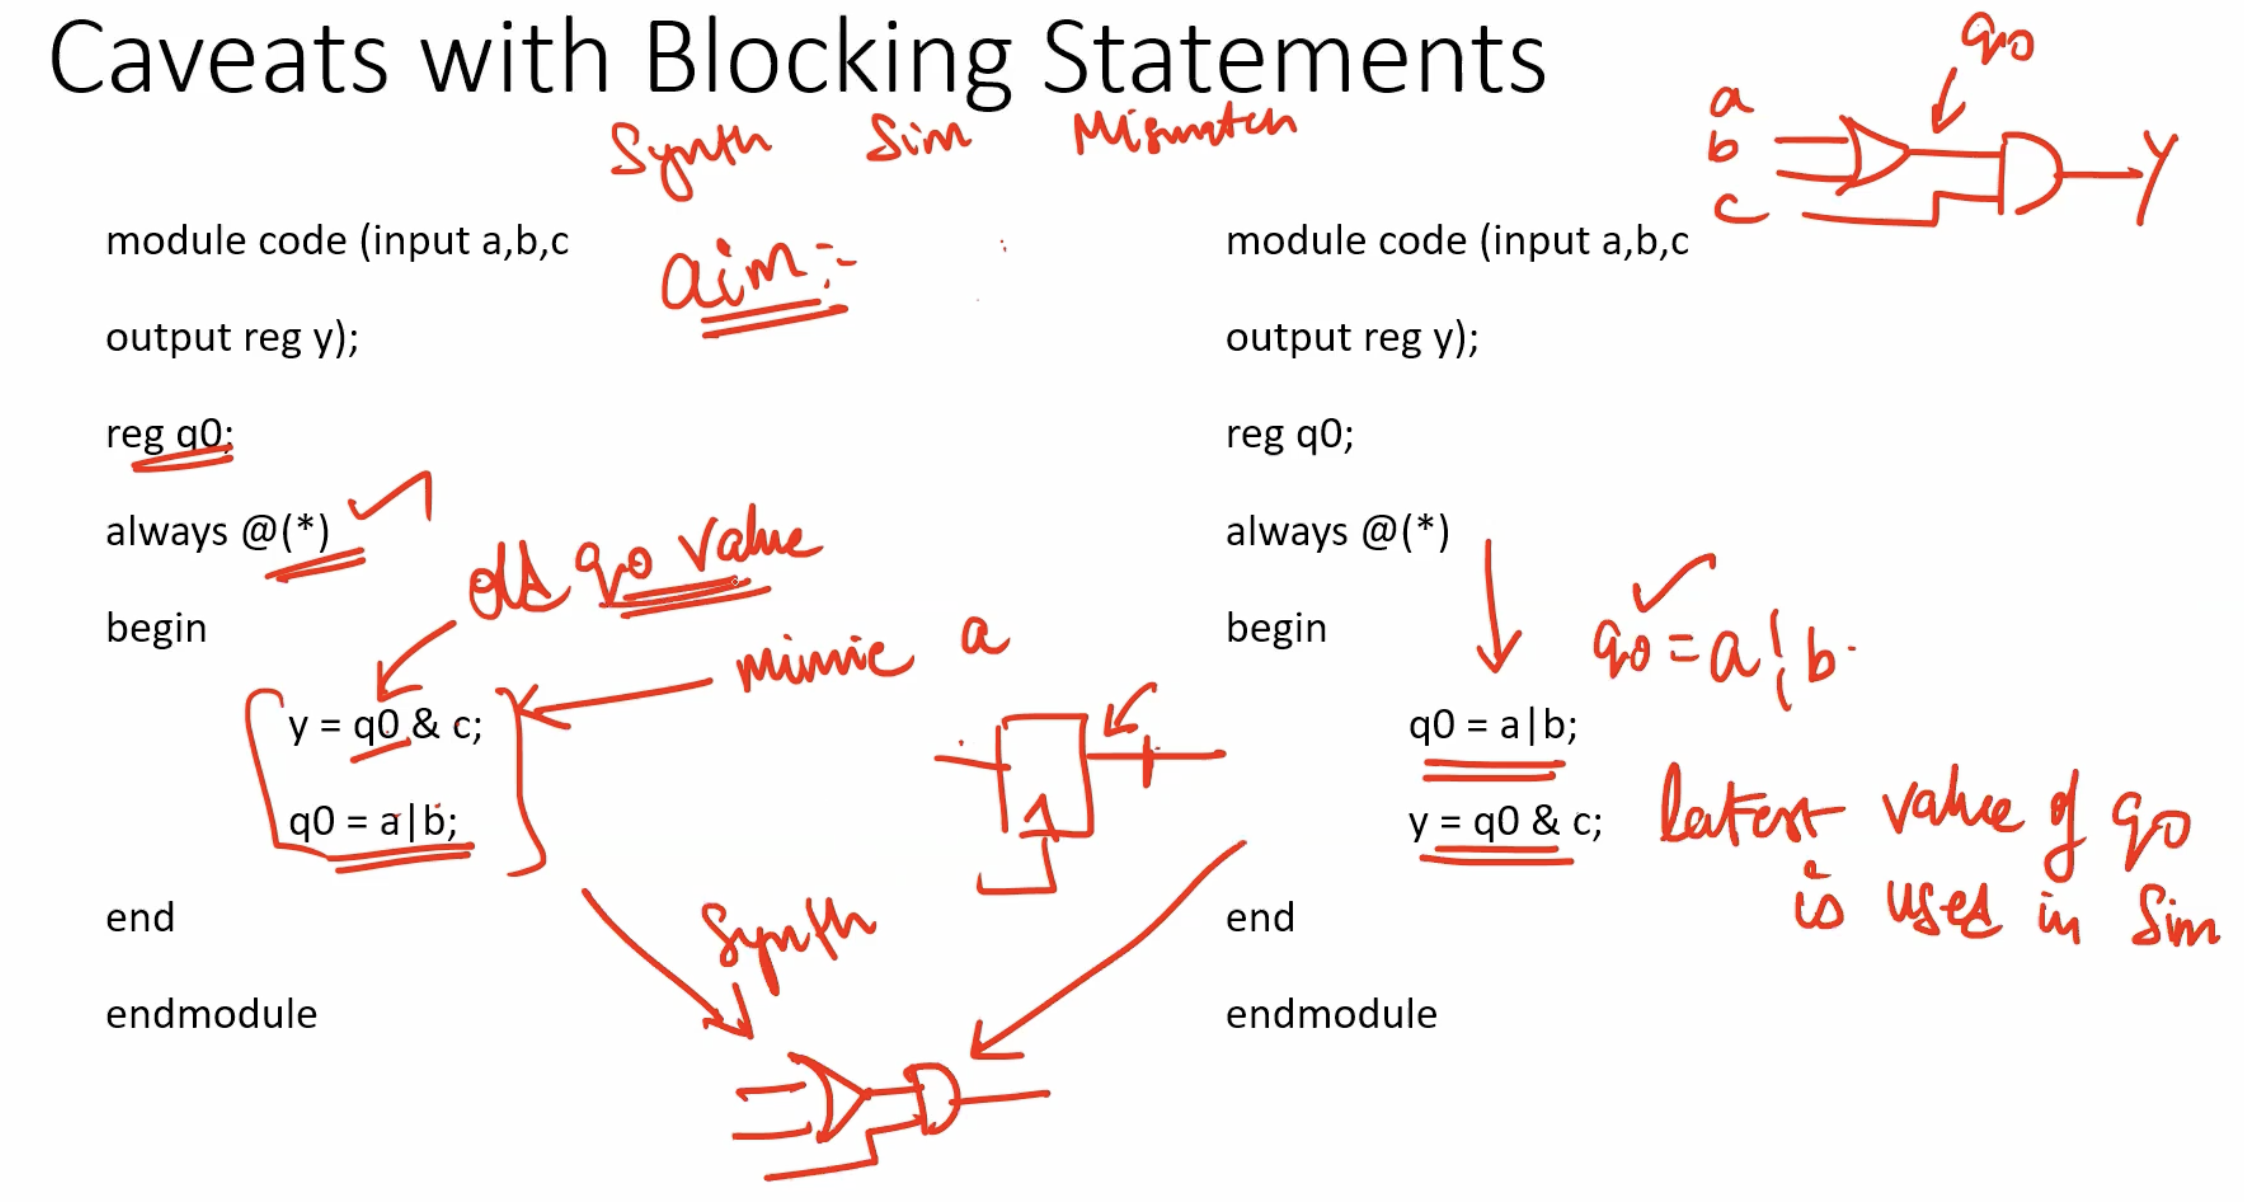 Caveats with Blocking Statements
Synth Sim Mismatch
aim:-
module code (input a,b,c
output reg y);
reg q0;
always @(*)
begin
old q0 value
mimic a
y = q0 & c;
q0 = a|b;
end
endmodule
Synth
q0
a
b
c
y
module code (input a,b,c
output reg y);
reg q0;
always @(*)
begin
q0 = a|b.
q0 = a|b;
y = q0 & c;
latest value of q0
is used in Sim
end
endmodule